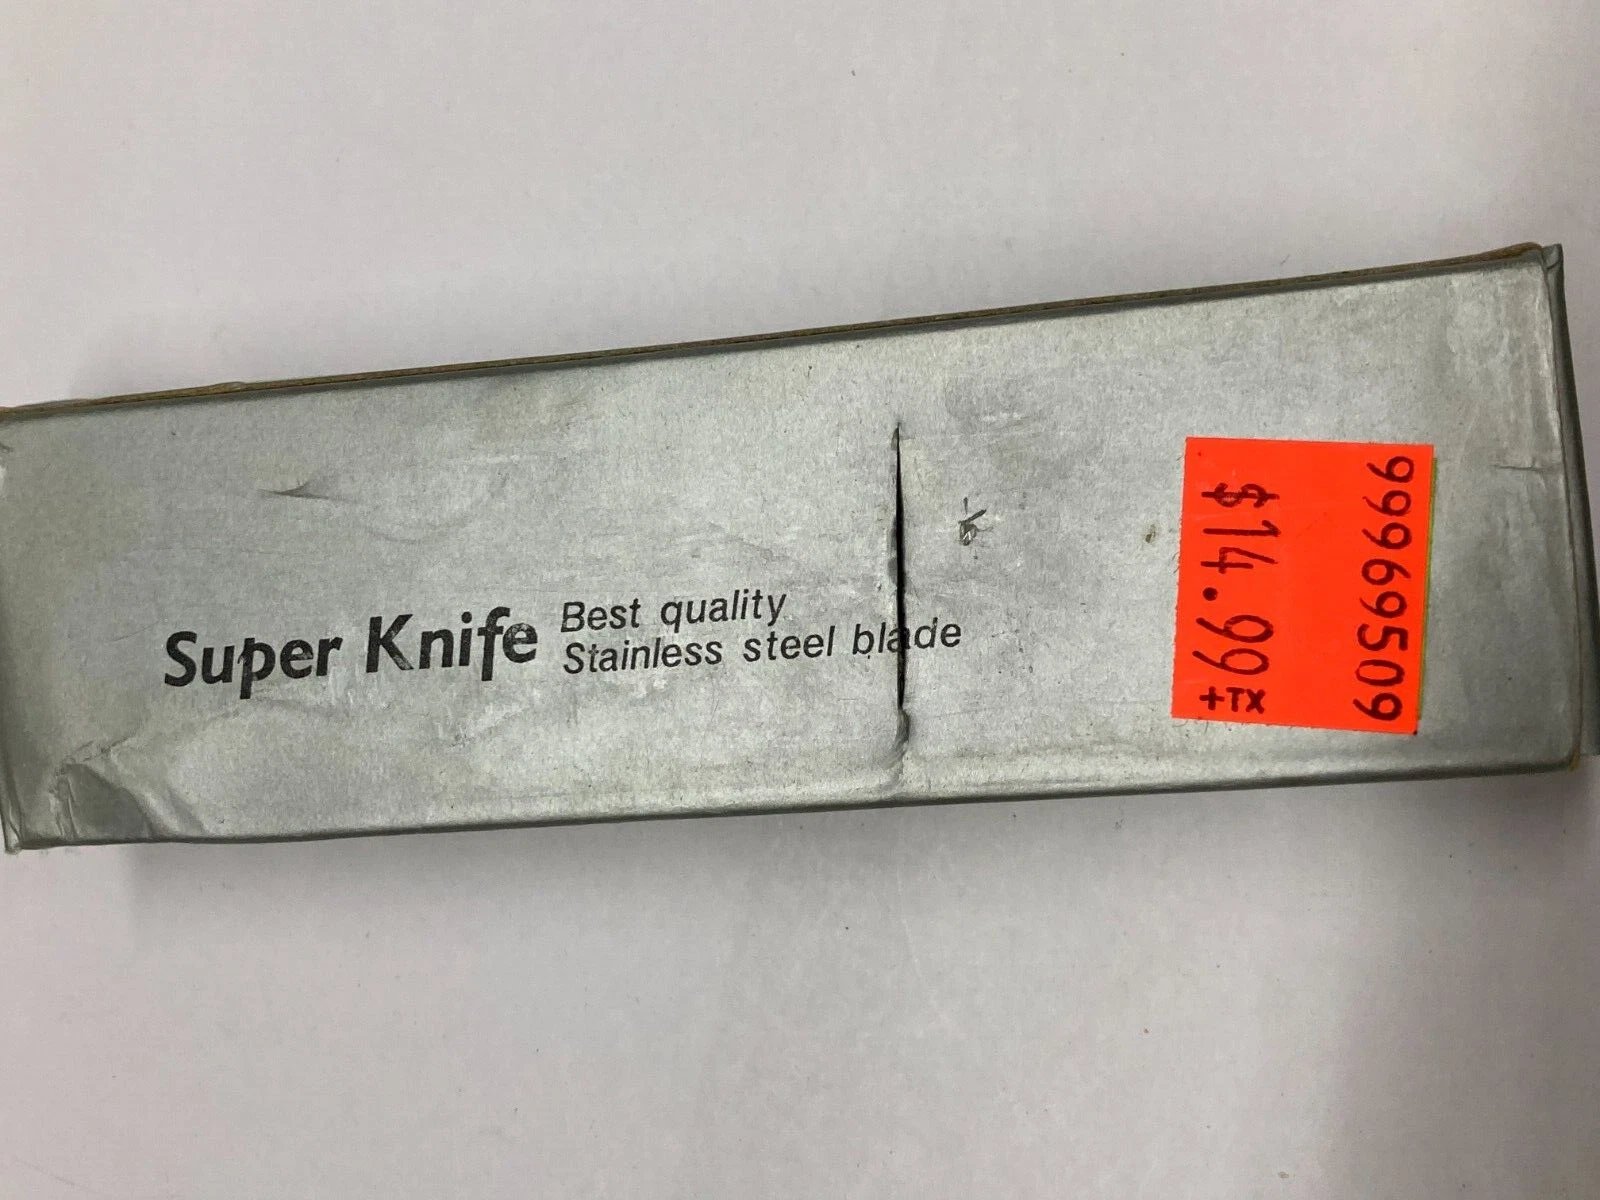 Super Knife
Best quality
Stainless steel blade
99969509
$14.99
+TX